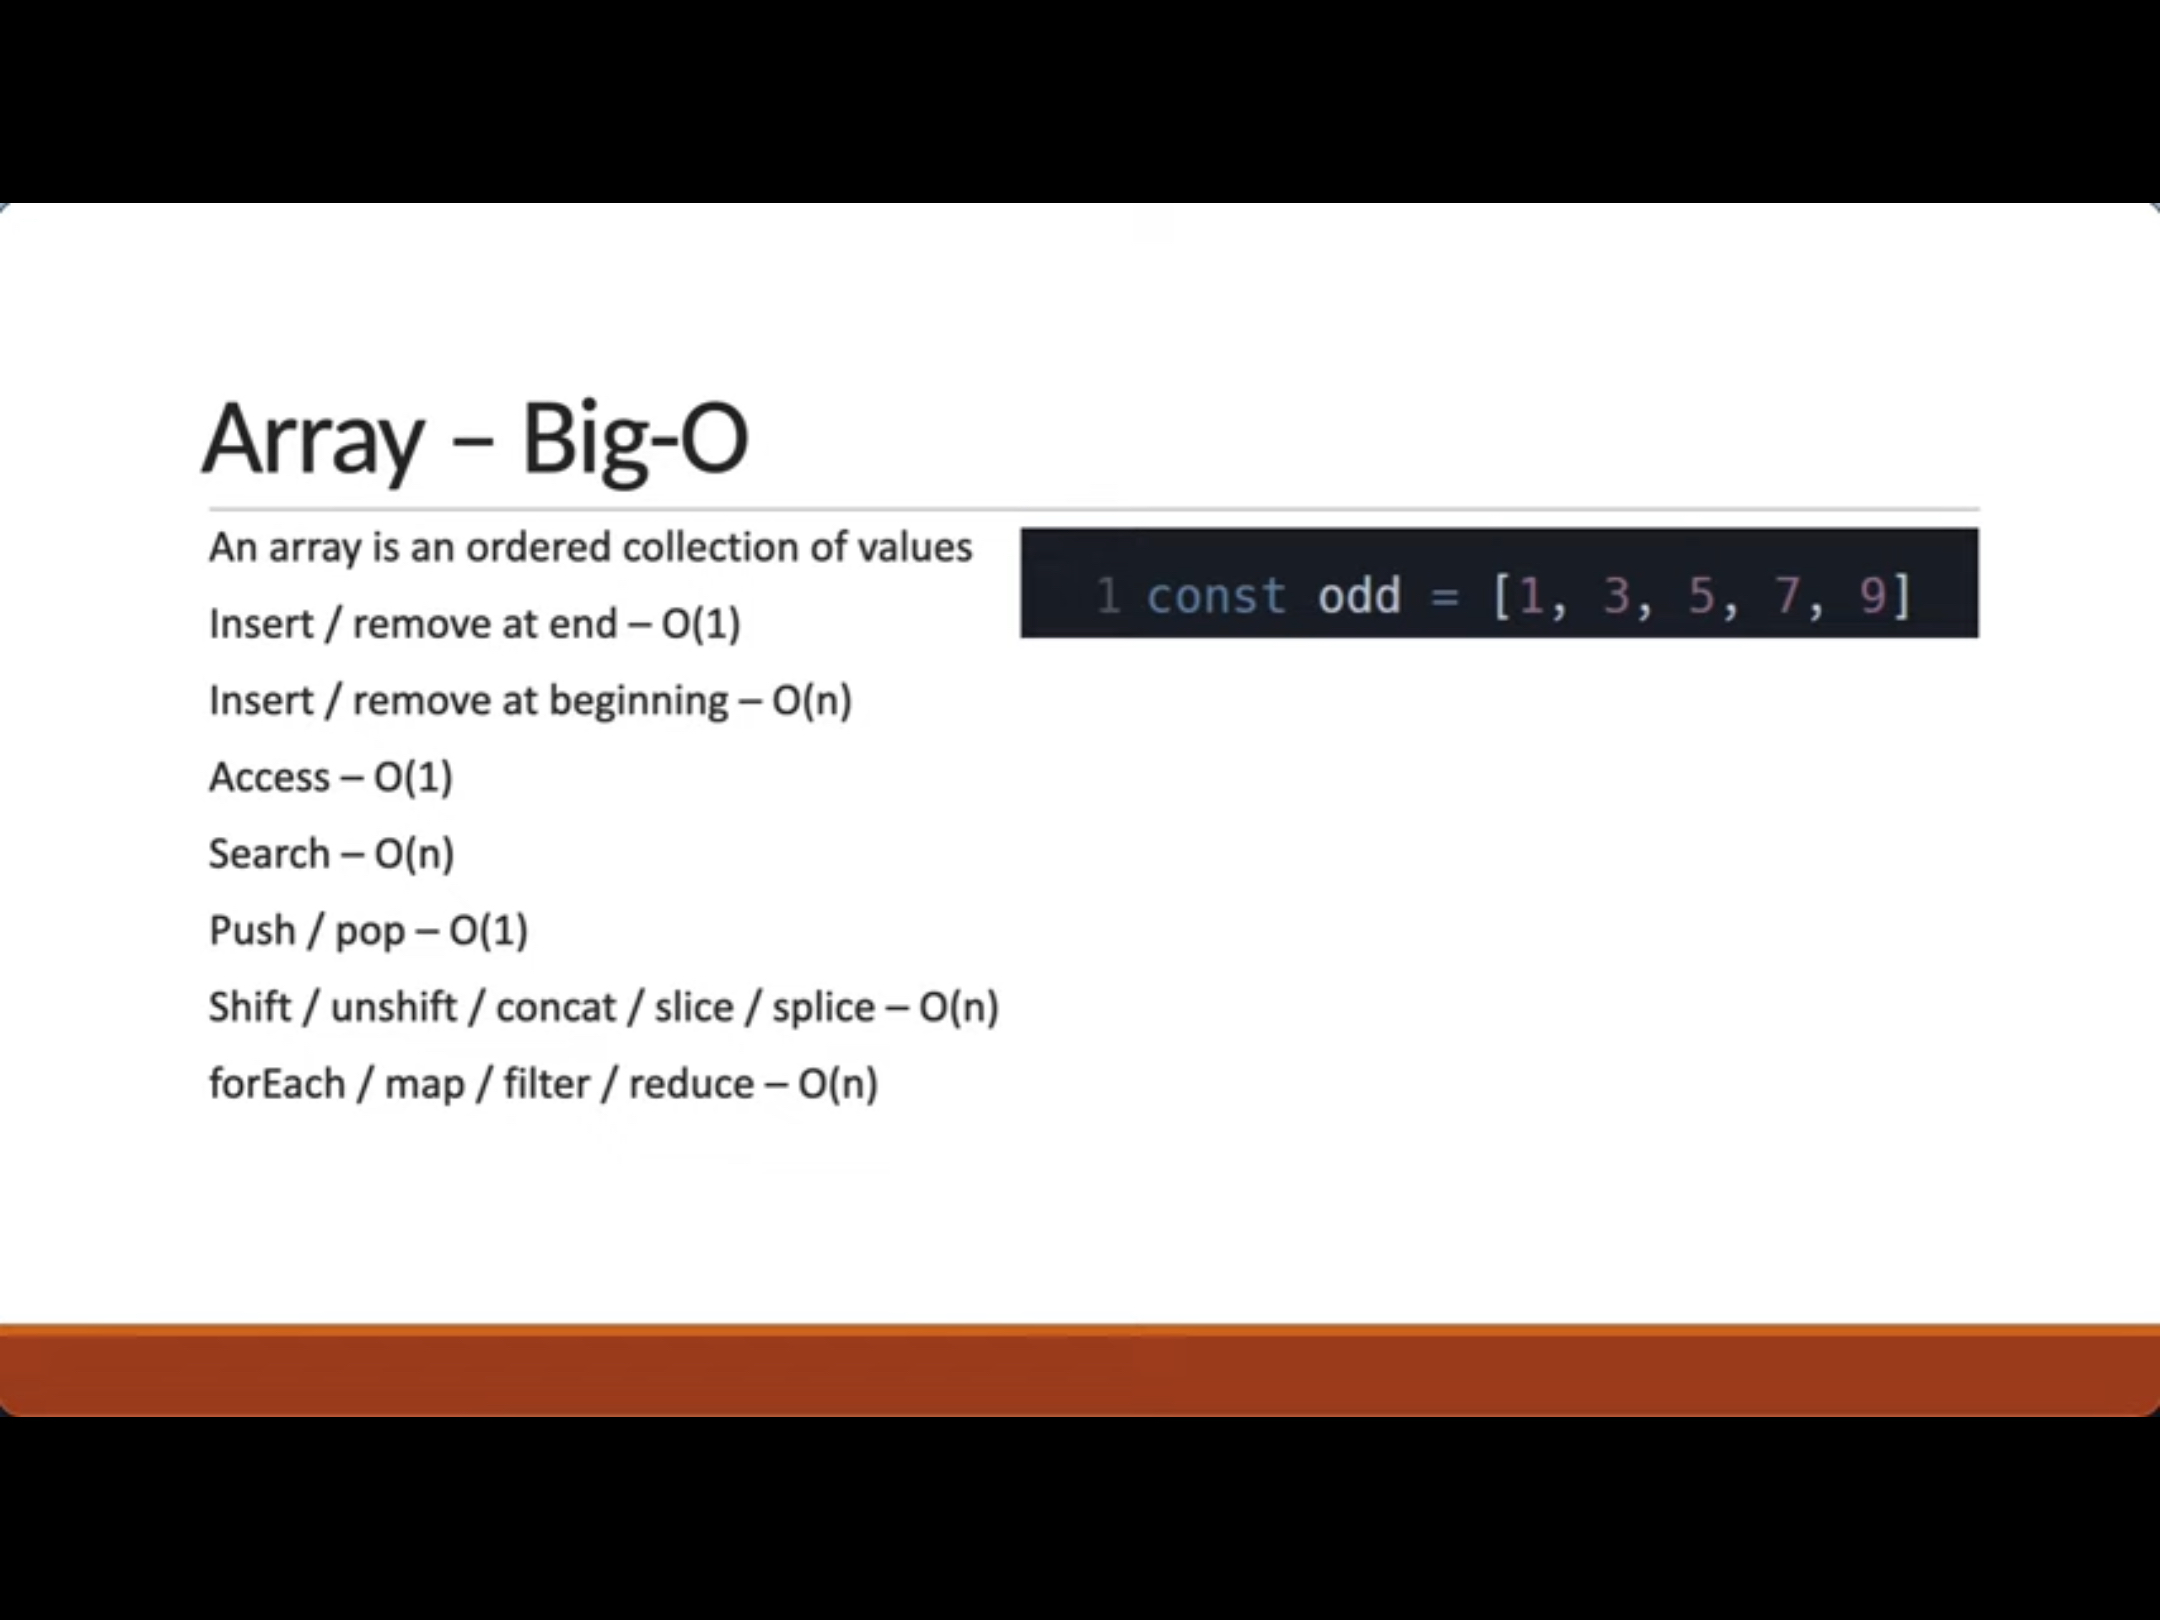 Array – Big-O
An array is an ordered collection of values
Insert / remove at end – O(1)
Insert / remove at beginning – O(n)
Access – O(1)
Search – O(n)
Push / pop – O(1)
Shift / unshift / concat / slice / splice – O(n)
forEach / map / filter / reduce – O(n)
1 const odd = [1, 3, 5, 7, 9]